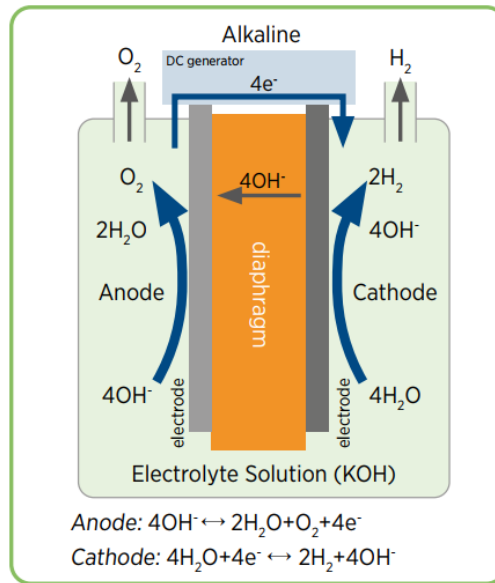 Alkaline
O₂
DC generator
H₂
4e⁻
O₂
4OH⁻
2H₂
2H₂O
4OH⁻
diaphragm
Anode
Cathode
4OH⁻
electrode
electrode
4H₂O
Electrolyte Solution (KOH)
Anode: 4OH⁻ ↔ 2H₂O+O₂+4e⁻
Cathode: 4H₂O+4e⁻ ↔ 2H₂+4OH⁻